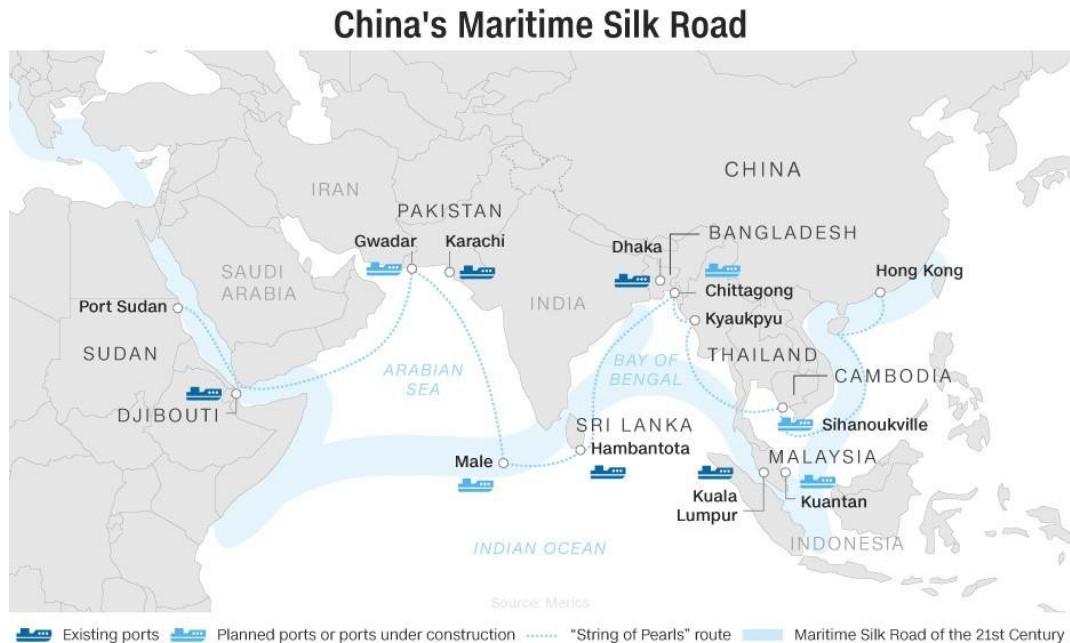 China's Maritime Silk Road
CHINA
IRAN
PAKISTAN
BANGLADESH
Gwadar
Karachi
Dhaka
Hong Kong
SAUDI
ARABIA
INDIA
Chittagong
Port Sudan
Kyaukpyu
SUDAN
ARABIAN
SEA
BAY OF
BENGAL
THAILAND
CAMBODIA
DJIBOUTI
SRI LANKA
Sihanoukville
Hambantota
Male
MALAYSIA
Kuala
Lumpur
Kuantan
INDIAN OCEAN
INDONESIA
Source: Merics
Existing ports
Planned ports or ports under construction
"String of Pearls" route
Maritime Silk Road of the 21st Century